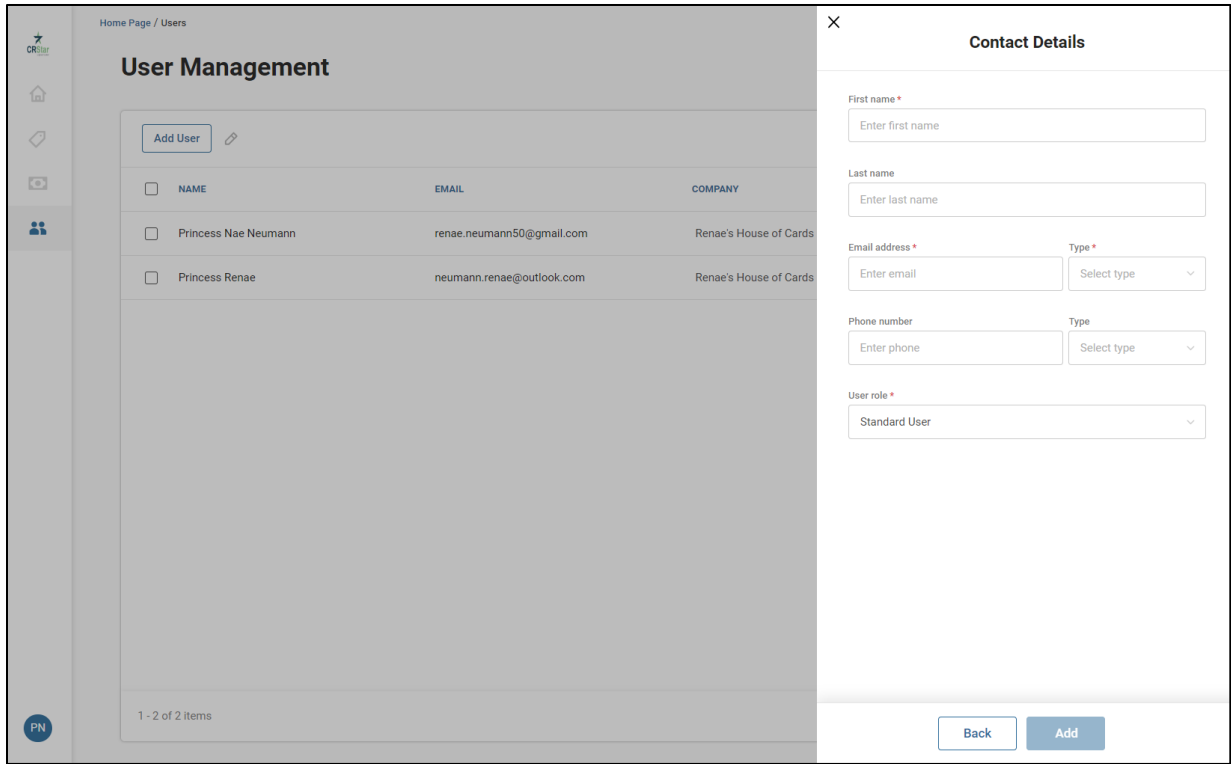 CRStar
Home Page / Users
User Management
Add User
NAME EMAIL COMPANY
Princess Nae Neumann renae.neumann50@gmail.com Renae's House of Cards
Princess Renae neumann.renae@outlook.com Renae's House of Cards
1 - 2 of 2 items
PN
Contact Details
First name *
Enter first name
Last name
Enter last name
Email address * Type *
Enter email Select type
Phone number Type
Enter phone Select type
User role *
Standard User
Back Add